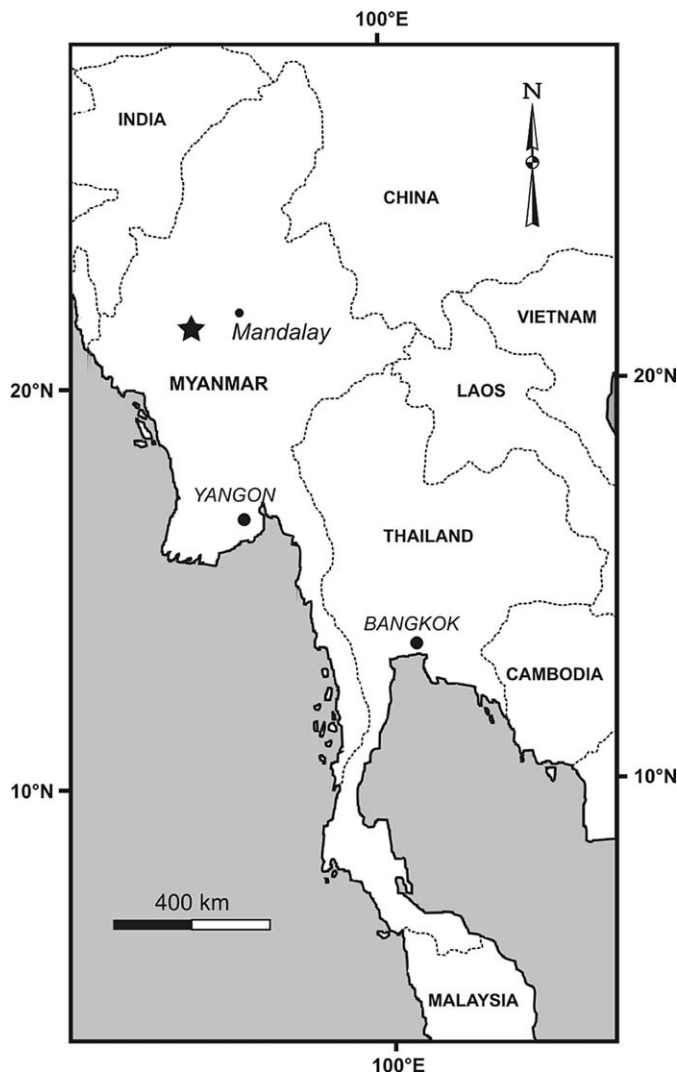 100°E
INDIA
N
CHINA
VIETNAM
Mandalay
MYANMAR
LAOS
20°N
20°N
YANGON
THAILAND
BANGKOK
CAMBODIA
10°N
10°N
400 km
MALAYSIA
100°E